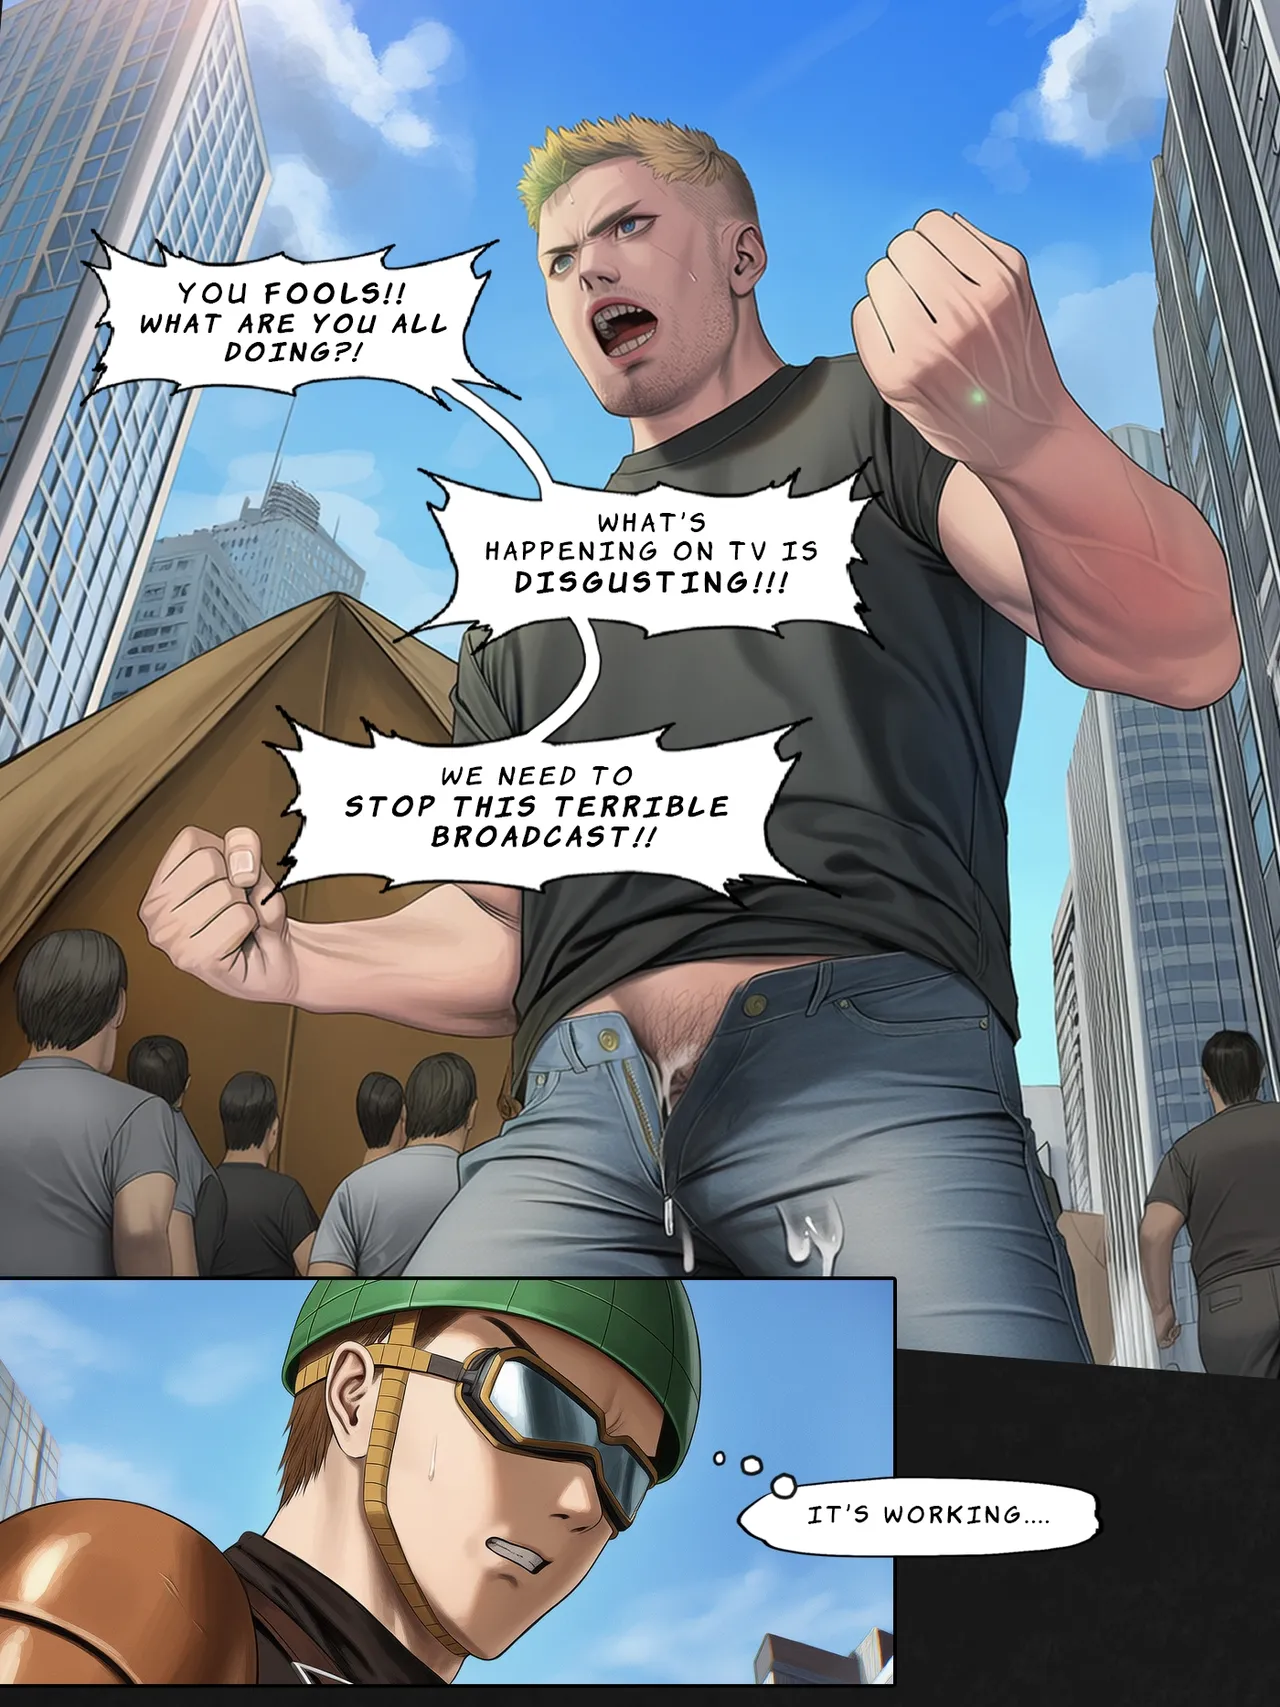 YOU FOOLS!!
WHAT ARE YOU ALL
DOING?!
WHAT'S
HAPPENING ON TV IS
DISGUSTING!!!
WE NEED TO
STOP THIS TERRIBLE
BROADCAST!!
IT'S WORKING....